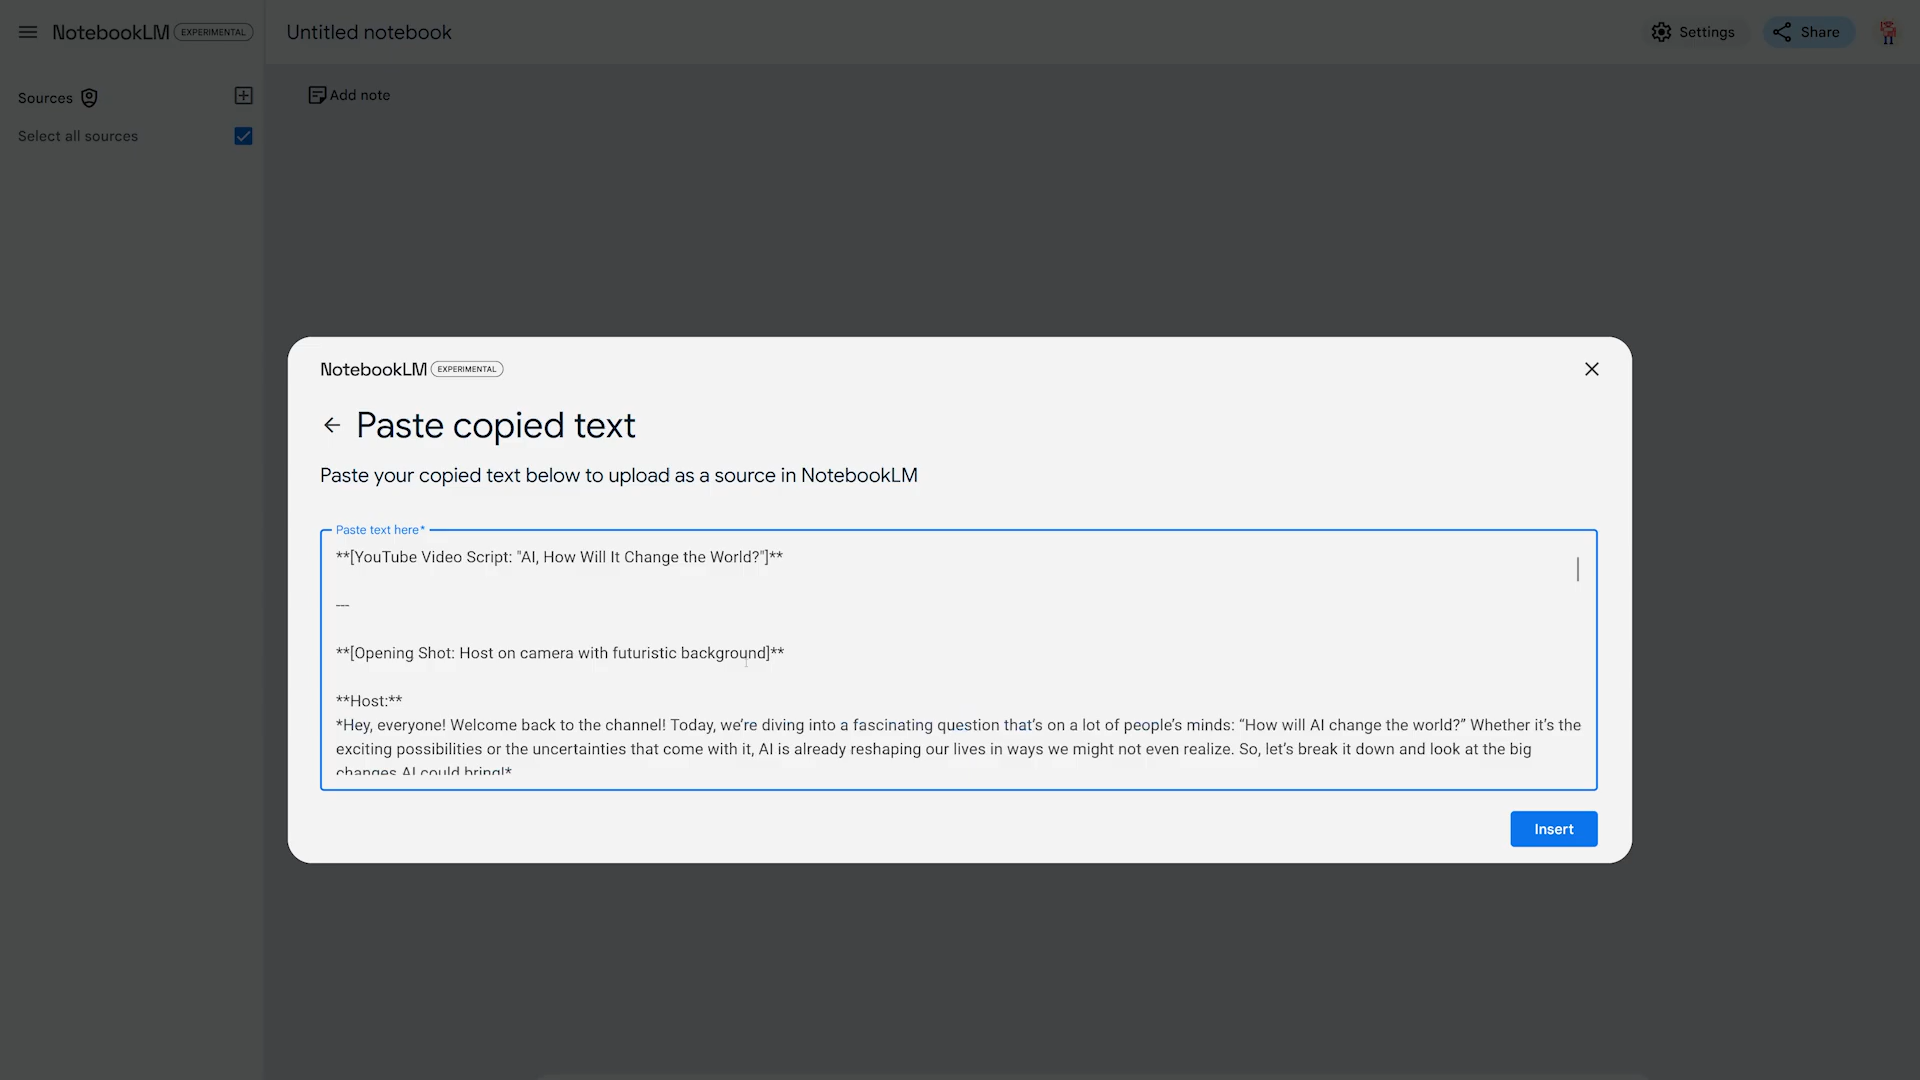 NotebookLM EXPERIMENTAL
Untitled notebook
Settings
Share
Sources
Add note
Select all sources
NotebookLM EXPERIMENTAL
Paste copied text
Paste your copied text below to upload as a source in NotebookLM
Paste text here*
**[YouTube Video Script: "AI, How Will It Change the World?"]**
---
**[Opening Shot: Host on camera with futuristic background]**
**Host:**
*Hey, everyone! Welcome back to the channel! Today, we’re diving into a fascinating question that’s on a lot of people’s minds: “How will AI change the world?” Whether it’s the
exciting possibilities or the uncertainties that come with it, AI is already reshaping our lives in ways we might not even realize. So, let’s break it down and look at the big
changes AI could bring!*
Insert